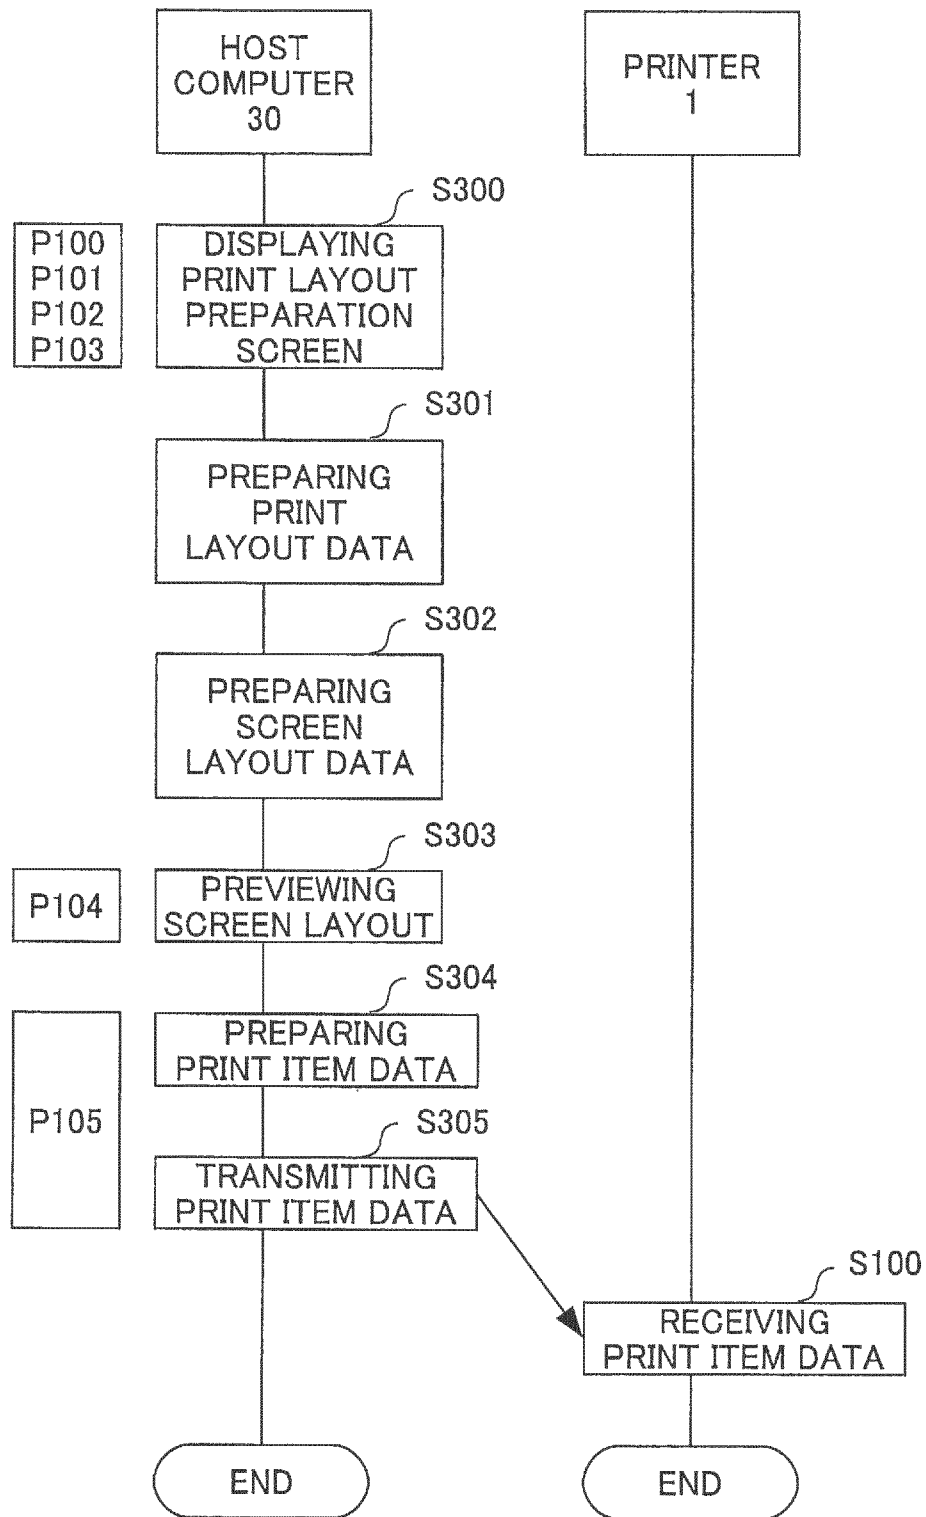 HOST
COMPUTER
30
PRINTER
1
S300
P100
P101
P102
P103
DISPLAYING
PRINT LAYOUT
PREPARATION
SCREEN
S301
PREPARING
PRINT
LAYOUT DATA
S302
PREPARING
SCREEN
LAYOUT DATA
S303
P104
PREVIEWING
SCREEN LAYOUT
S304
PREPARING
PRINT ITEM DATA
P105
S305
TRANSMITTING
PRINT ITEM DATA
S100
RECEIVING
PRINT ITEM DATA
END
END